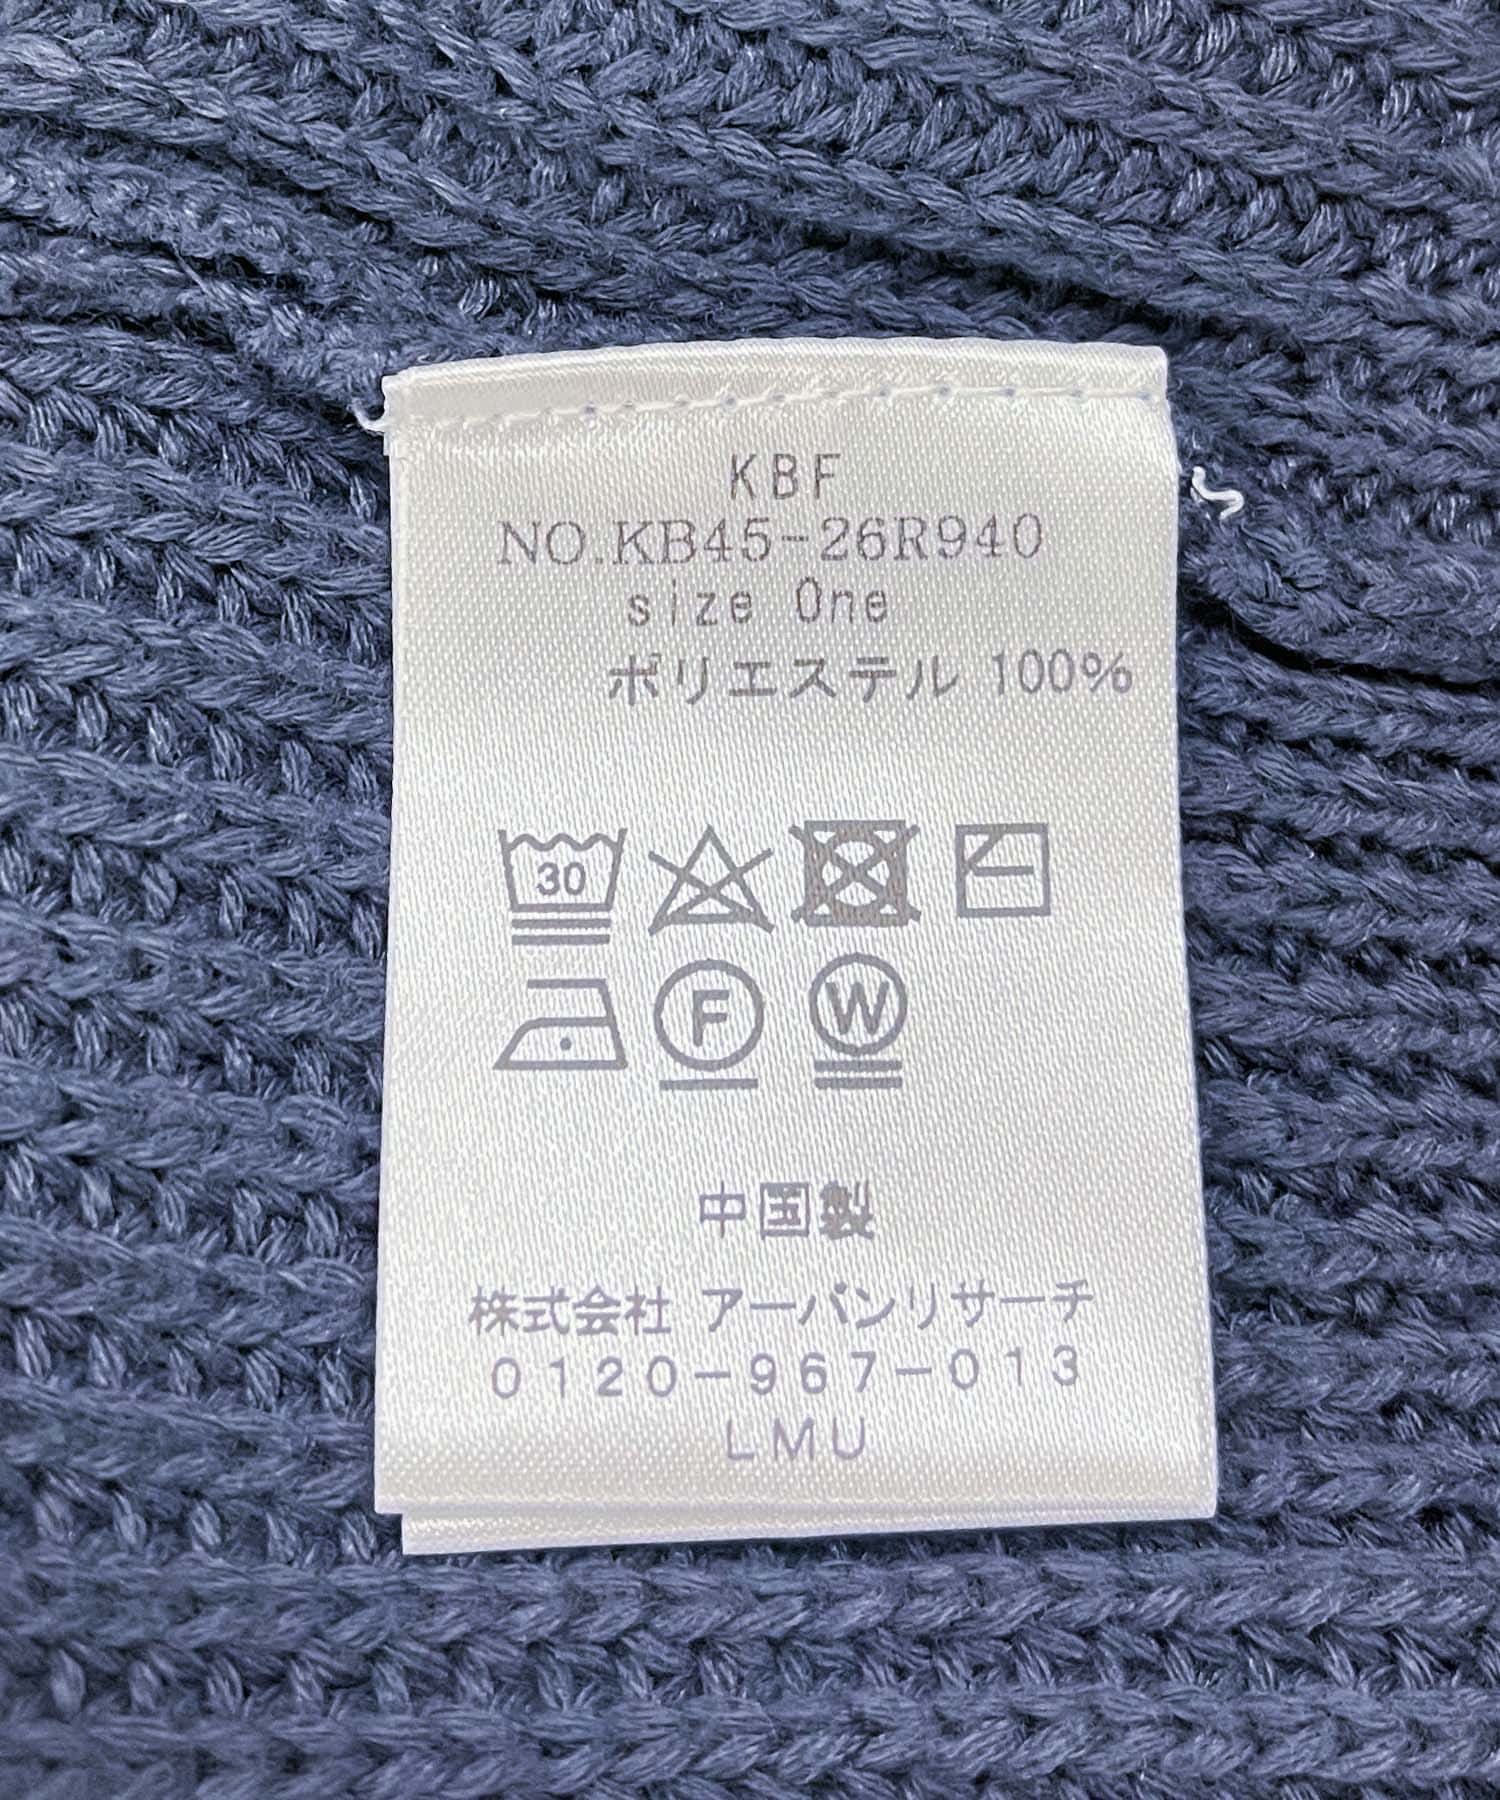 KBF
NO.KB45-26R940
size One
ポリエステル 100%
30
F W
中国製
株式会社 アーバンリサーチ
0120-967-013
LMU